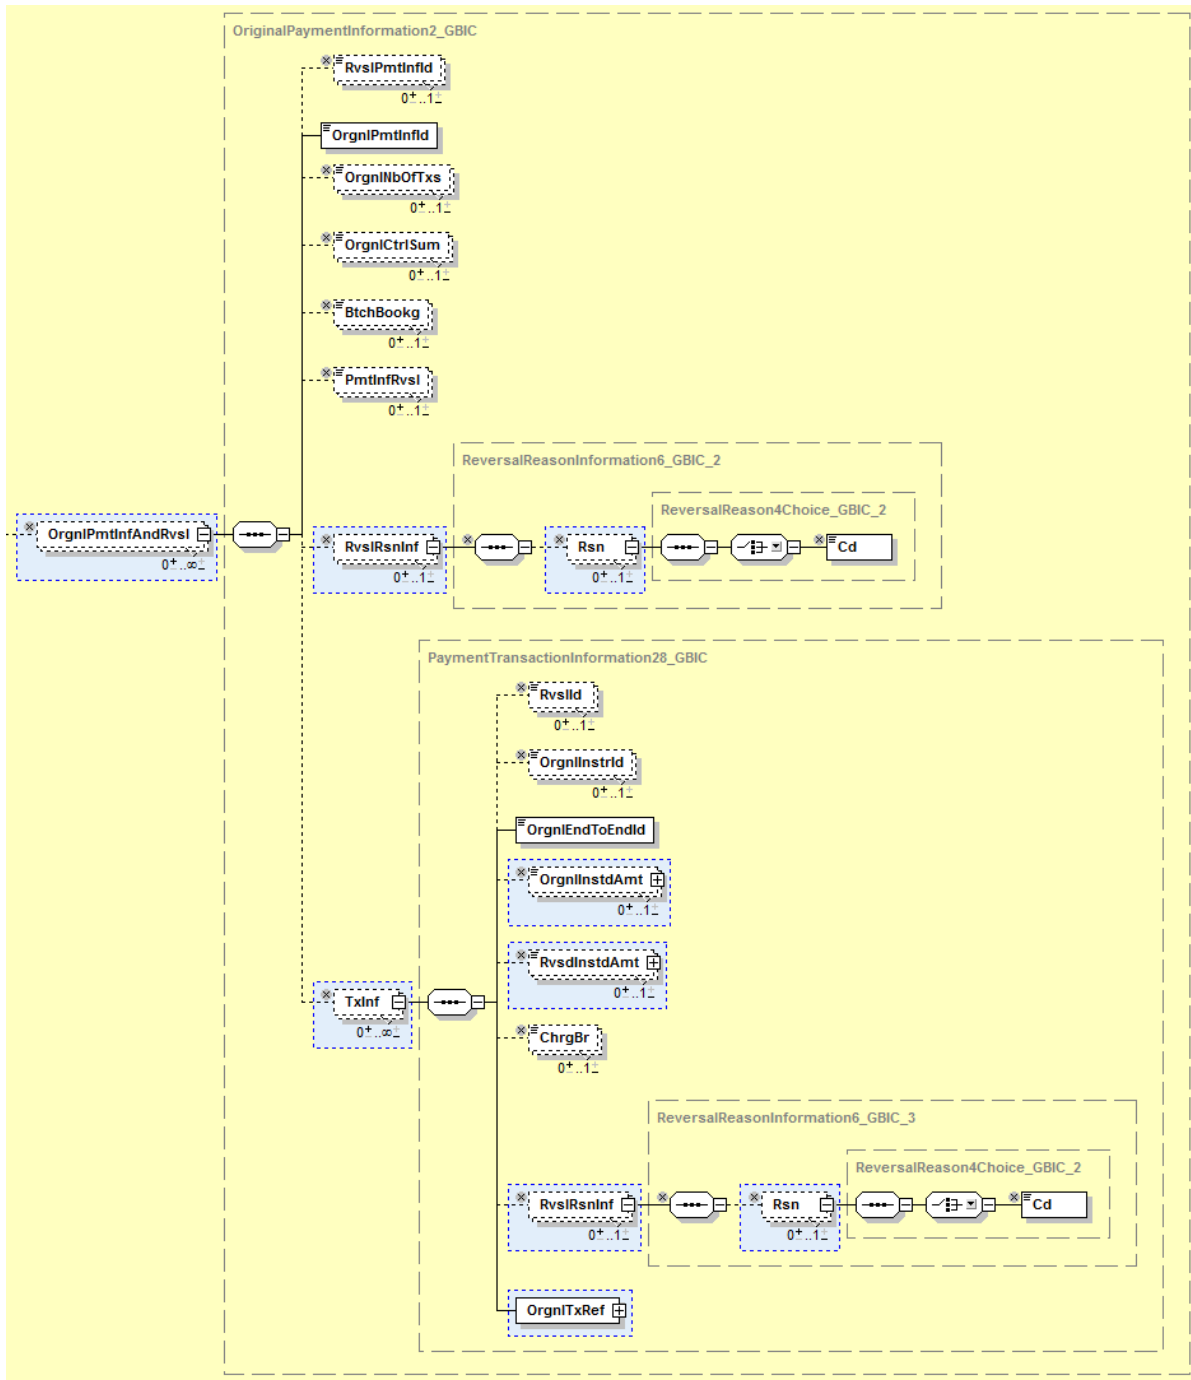 OriginalPaymentInformation2_GBIC
RvslPmtInfId
0..1
OrgnlPmtInfId
OrgnlNbOfTxs
0..1
OrgnlCtrlSum
0..1
BtchBookg
0..1
PmtInfRvsl
0..1
ReversalReasonInformation6_GBIC_2
ReversalReason4Choice_GBIC_2
OrgnlPmtInfAndRvsl
0..∞
RvslRsnInf
0..1
Rsn
0..1
Cd
PaymentTransactionInformation28_GBIC
RvslId
0..1
OrgnlInstrId
0..1
OrgnlEndToEndId
OrgnlInstdAmt
0..1
RvsdInstdAmt
0..1
TxInf
0..∞
ChrgBr
0..1
ReversalReasonInformation6_GBIC_3
ReversalReason4Choice_GBIC_2
RvslRsnInf
0..1
Rsn
0..1
Cd
OrgnlTxRef